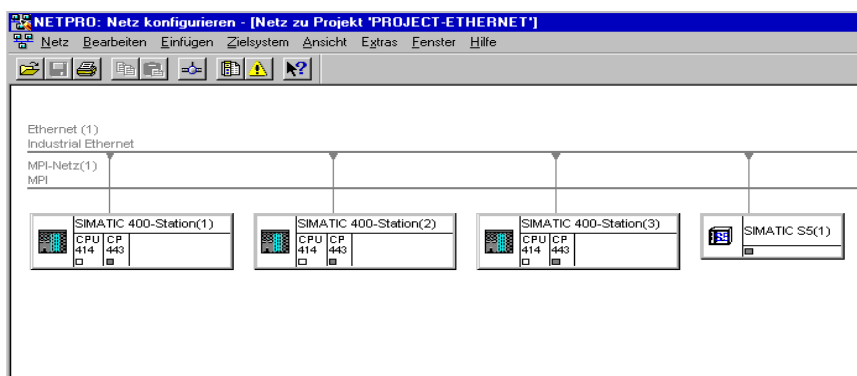 NETPRO: Netz konfigurieren - [Netz zu Projekt 'PROJECT-ETHERNET']
Netz Bearbeiten Einfügen Zielsystem Ansicht Extras Fenster Hilfe
Ethernet (1)
Industrial Ethernet
MPI-Netz(1)
MPI
SIMATIC 400-Station(1)
CPU CP
414 443
SIMATIC 400-Station(2)
CPU CP
414 443
SIMATIC 400-Station(3)
CPU CP
414 443
SIMATIC S5(1)